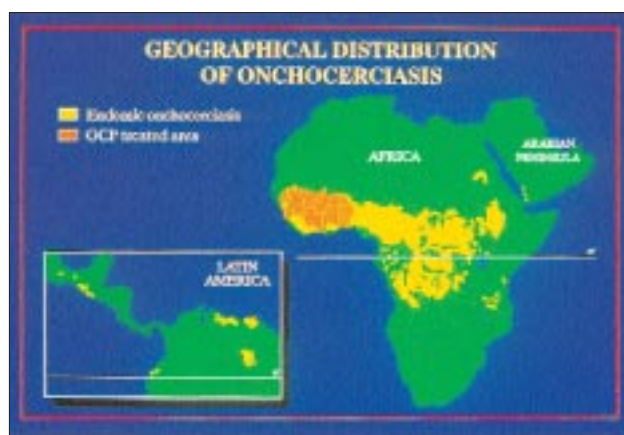 GEOGRAPHICAL DISTRIBUTION
OF ONCHOCERCIASIS
Endemic onchocerciasis
OCP treated area
AFRICA
ARABIAN
PENINSULA
LATIN
AMERICA